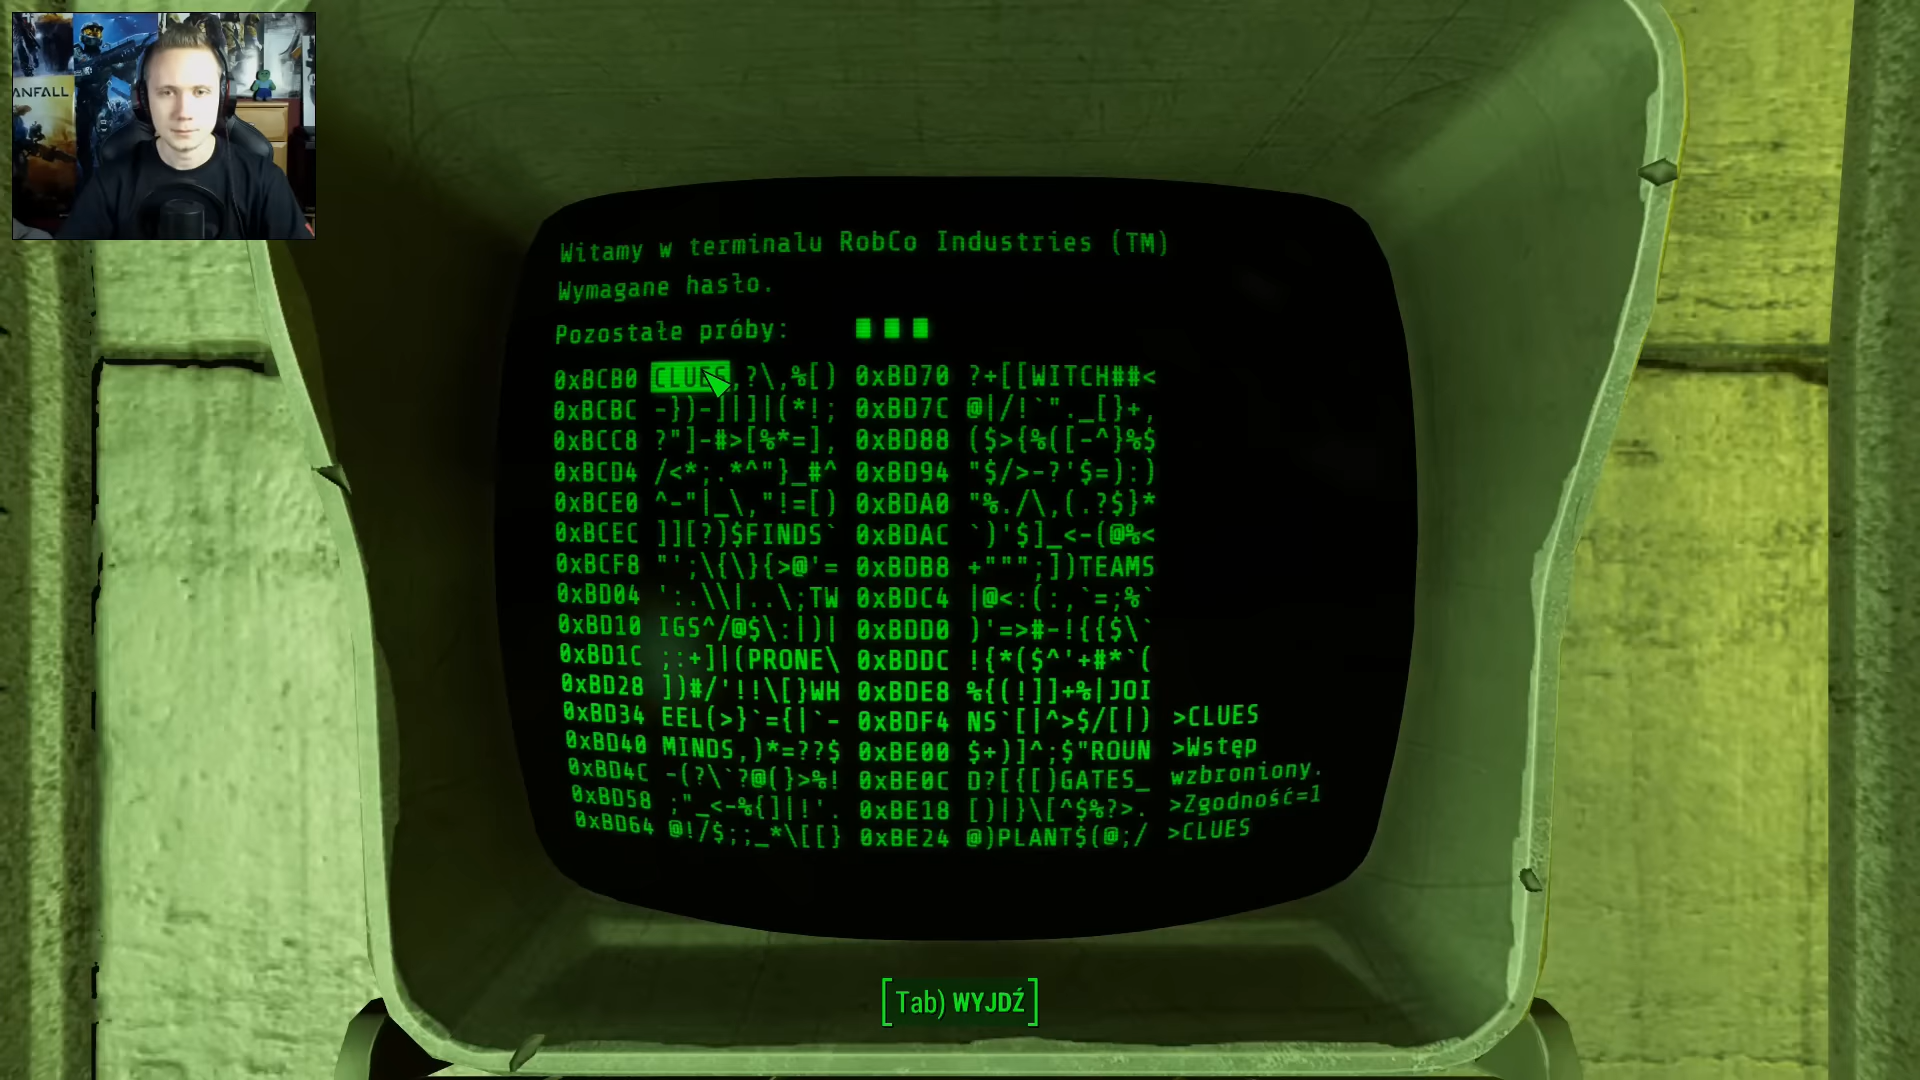 ANFALL
Witamy w terminalu RobCo Industries (TM)
Wymagane hasło.
Pozostałe próby:
0xBCB0 CLUES,?\,%[) 0xBD70 ?+[[WITCH##<
0xBCBC -})-]|]|(*!; 0xBD7C @|/!`"._[}+,
0xBCC8 ?"]-#>[%*=], 0xBD88 ($>{%([-^}%$
0xBCD4 /<*;.*^"}_#^ 0xBD94 "$/>-?'$=):)
0xBCE0 ^-"|_\,"!=[) 0xBDA0 "%./\,(.?$}*
0xBCEC ]][?)$FINDS` 0xBDAC `)'$]_<-(@%<
0xBCF8 "';\{\}{>@'= 0xBDB8 +""";])TEAMS
0xBD04 ':.\\|..\;TW 0xBDC4 |@<:(:,`=;%`
0xBD10 IGS^/@$\:|)| 0xBDD0 )'=>#-!{{$\`
0xBD1C ;:+]|(PRONE\ 0xBDDC !{*($^'+#*`(
0xBD28 ])#/'!!\[}WH 0xBDE8 %{(!]]+%|JOI
0xBD34 EEL(>}`={|`- 0xBDF4 NS`[|^>$/[|) >CLUES
0xBD40 MINDS,)*=??$ 0xBE00 $+)]^;$"ROUN >Wstęp
0xBD4C -(?\`?@(}>%! 0xBE0C D?[{[)GATES_ wzbroniony.
0xBD58 ;"_<-%{]|!'. 0xBE18 [)|}\[^$%?>. >Zgodność=1
0xBD64 @!/$;;_*\[[} 0xBE24 @)PLANT$(@;/ >CLUES
[Tab) WYJDŹ]